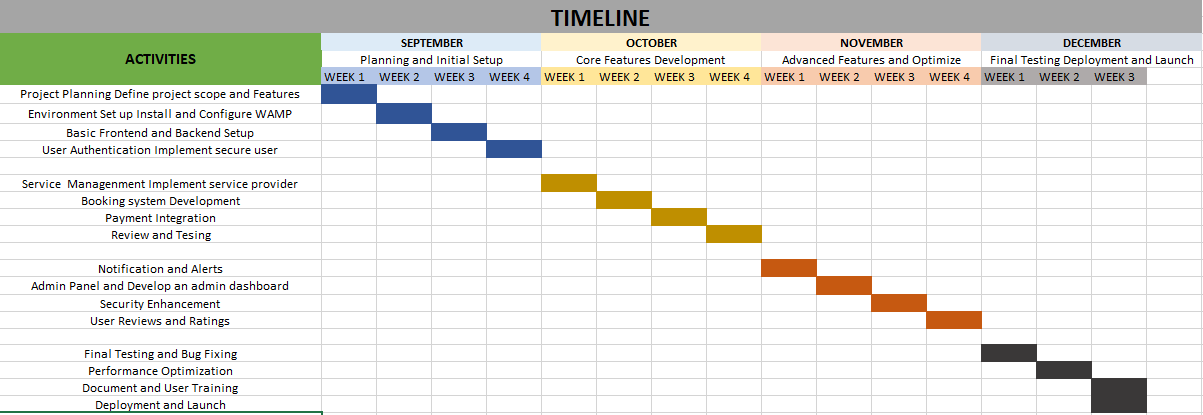 TIMELINE
ACTIVITIES
SEPTEMBER OCTOBER NOVEMBER DECEMBER
Planning and Initial Setup Core Features Development Advanced Features and Optimize Final Testing Deployment and Launch
WEEK 1 WEEK 2 WEEK 3 WEEK 4 WEEK 1 WEEK 2 WEEK 3 WEEK 4 WEEK 1 WEEK 2 WEEK 3 WEEK 4 WEEK 1 WEEK 2 WEEK 3
Project Planning Define project scope and Features
Environment Set up Install and Configure WAMP
Basic Frontend and Backend Setup
User Authentication Implement secure user
Service Managenment Implement service provider
Booking system Development
Payment Integration
Review and Tesing
Notification and Alerts
Admin Panel and Develop an admin dashboard
Security Enhancement
User Reviews and Ratings
Final Testing and Bug Fixing
Performance Optimization
Document and User Training
Deployment and Launch